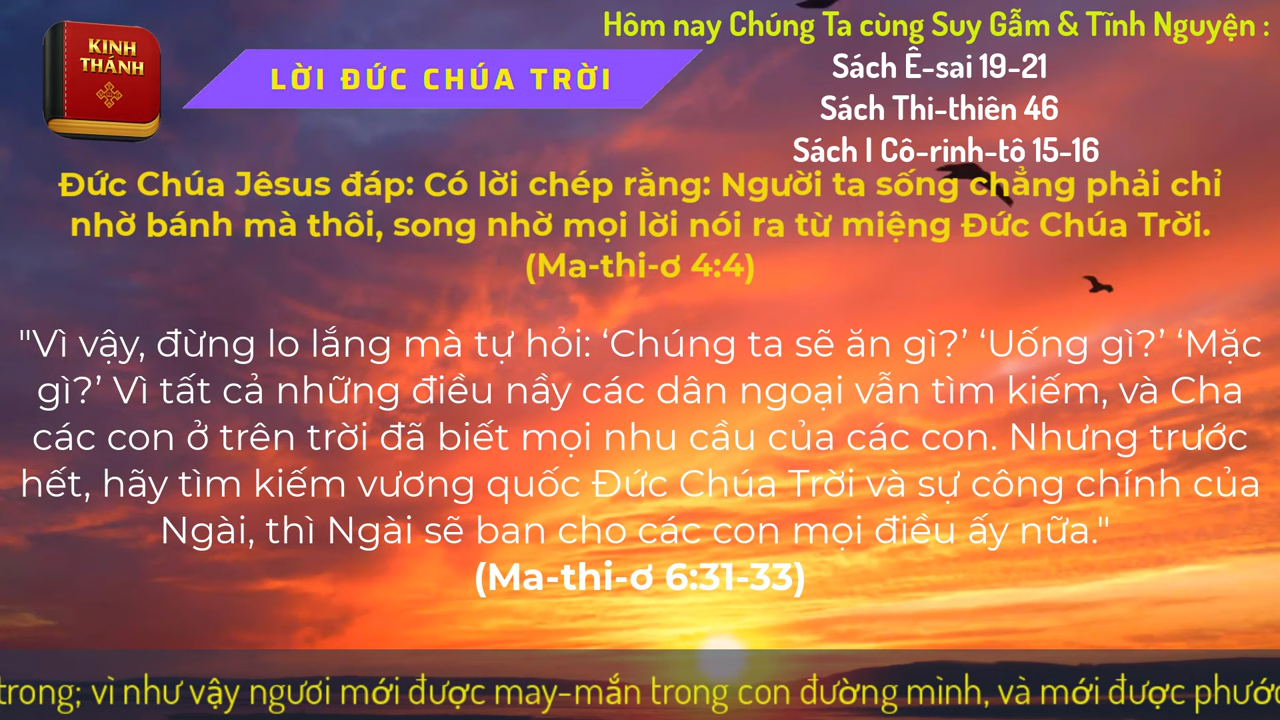 KINH
THÁNH
LỜI ĐỨC CHÚA TRỜI
Hôm nay Chúng Ta cùng Suy Gẫm & Tĩnh Nguyện :
Sách Ê-sai 19-21
Sách Thi-thiên 46
Sách I Cô-rinh-tô 15-16
Đức Chúa Jêsus đáp: Có lời chép rằng: Người ta sống chẳng phải chỉ
nhờ bánh mà thôi, song nhờ mọi lời nói ra từ miệng Đức Chúa Trời.
(Ma-thi-ơ 4:4)
"Vì vậy, đừng lo lắng mà tự hỏi: ‘Chúng ta sẽ ăn gì?’ ‘Uống gì?’ ‘Mặc
gì?’ Vì tất cả những điều nầy các dân ngoại vẫn tìm kiếm, và Cha
các con ở trên trời đã biết mọi nhu cầu của các con. Nhưng trước
hết, hãy tìm kiếm vương quốc Đức Chúa Trời và sự công chính của
Ngài, thì Ngài sẽ ban cho các con mọi điều ấy nữa."
(Ma-thi-ơ 6:31-33)
trong; vì như vậy ngươi mới được may-mắn trong con đường mình, và mới được phước